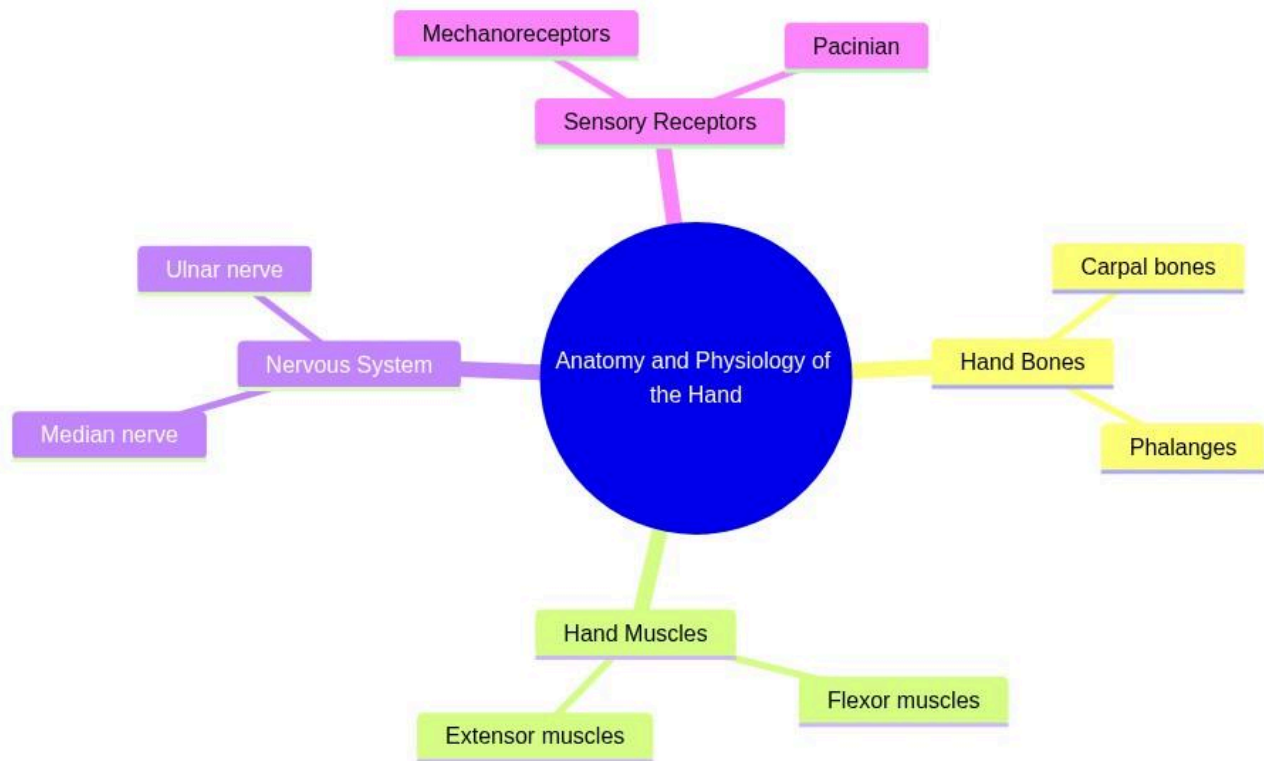 Mechanoreceptors
Pacinian
Sensory Receptors
Ulnar nerve
Carpal bones
Nervous System
Anatomy and Physiology of
the Hand
Hand Bones
Median nerve
Phalanges
Hand Muscles
Flexor muscles
Extensor muscles